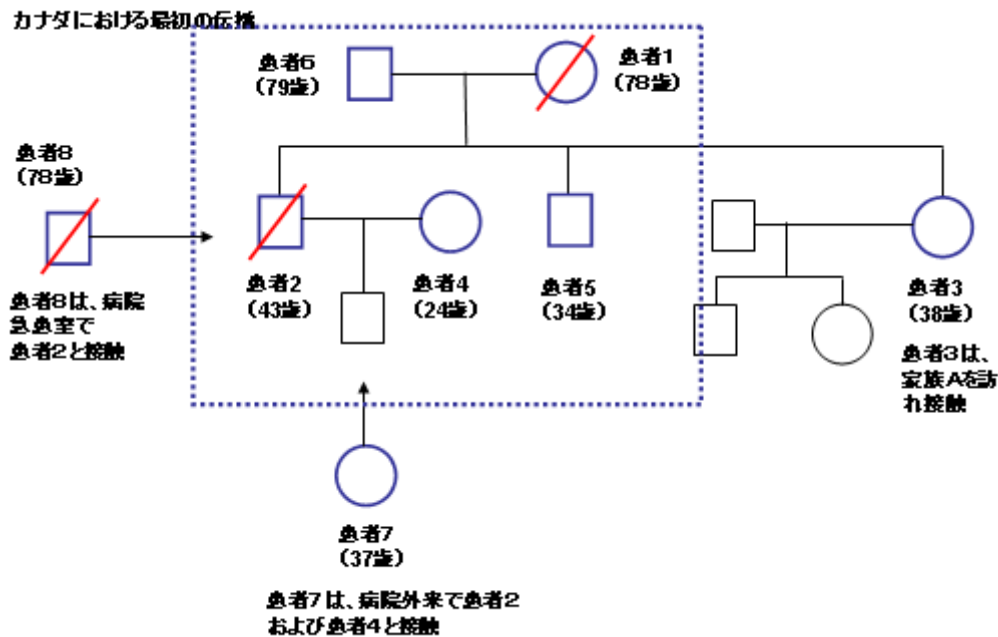 カナダにおける最初の伝播
患者6
(79歳)
患者1
(78歳)
患者8
(78歳)
患者8は、病院
急患室で
患者2と接触
患者2
(43歳)
患者4
(24歳)
患者5
(34歳)
患者3
(38歳)
患者3は、
家族Aを訪
れ接触
患者7
(37歳)
患者7は、病院外来で患者2
および患者4と接触